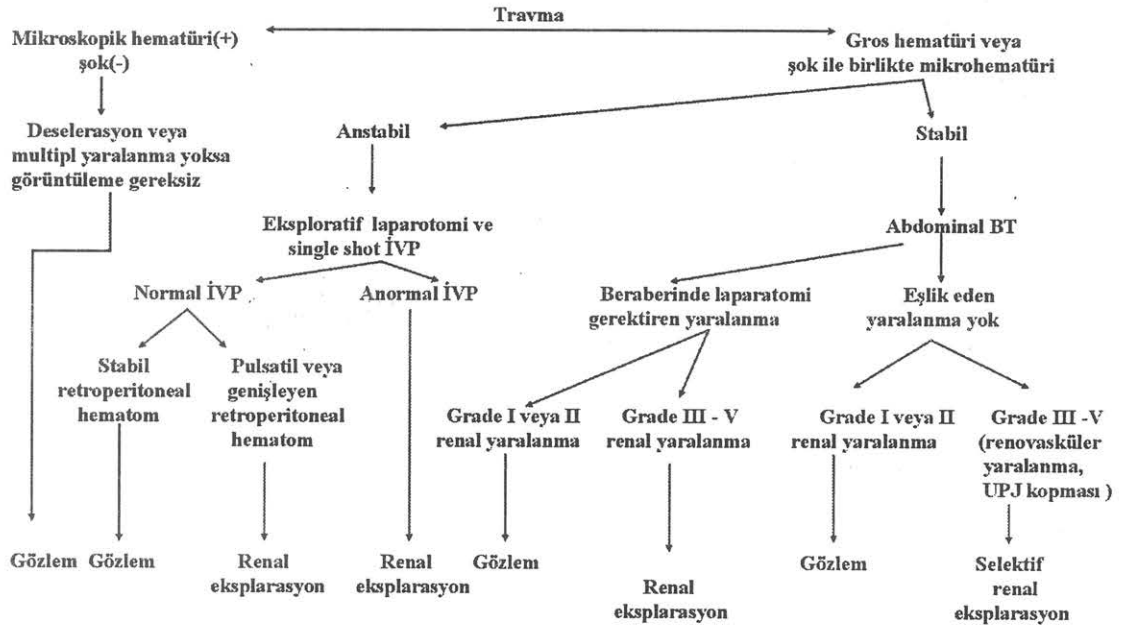 Travma
Mikroskopik hematüri(+)
şok(-)
Gros hematüri veya
şok ile birlikte mikrohematüri
Deselerasyon veya
multipl yaralanma yoksa
görüntüleme gereksiz
Anstabil
Stabil
Eksploratif laparotomi ve
single shot İVP
Abdominal BT
Normal İVP
Anormal İVP
Beraberinde laparatomi
gerektiren yaralanma
Eşlik eden
yaralanma yok
Stabil
retroperitoneal
hematom
Pulsatil veya
genişleyen
retroperitoneal
hematom
Grade I veya II
renal yaralanma
Grade III - V
renal yaralanma
Grade I veya II
renal yaralanma
Grade III -V
(renovasküler
yaralanma,
UPJ kopması )
Gözlem
Gözlem
Renal
eksplarasyon
Renal
eksplarasyon
Gözlem
Renal
eksplarasyon
Gözlem
Selektif
renal
eksplarasyon